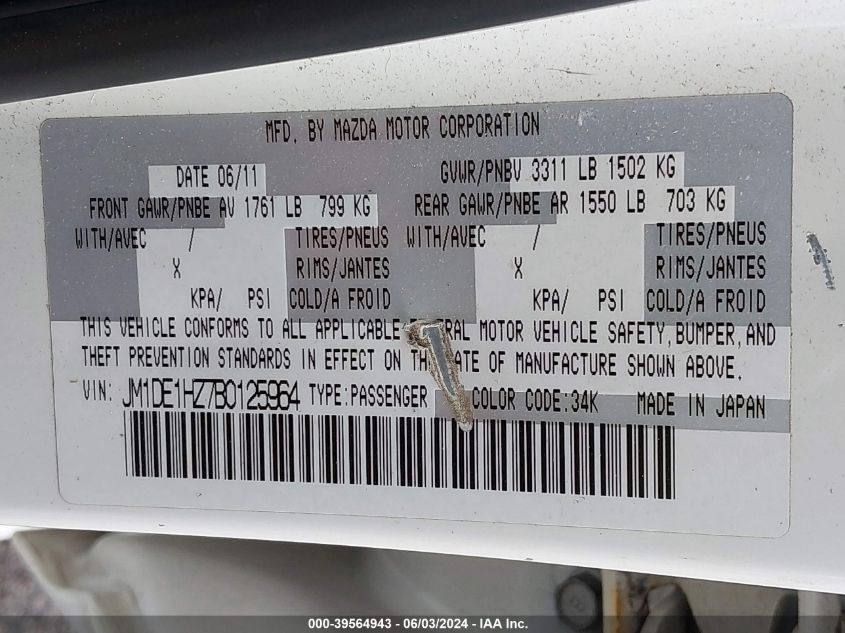 MFD. BY MAZDA MOTOR CORPORATION
DATE 06/11 GVWR/PNBV 3311 LB 1502 KG
FRONT GAWR/PNBE AV 1761 LB 799 KG REAR GAWR/PNBE AR 1550 LB 703 KG
WITH/AVEC / TIRES/PNEUS WITH/AVEC / TIRES/PNEUS
X RIMS/JANTES X RIMS/JANTES
KPA/ PSI COLD/A FROID KPA/ PSI COLD/A FROID
THIS VEHICLE CONFORMS TO ALL APPLICABLE MOTOR VEHICLE SAFETY, BUMPER, AND
THEFT PREVENTION STANDARDS IN EFFECT ON OF MANUFACTURE SHOWN ABOVE.
VIN: JM1DE1HZ7B0125964 TYPE:PASSENGER COLOR CODE:34K MADE IN JAPAN
000-39564943 - 06/03/2024 - IAA Inc.